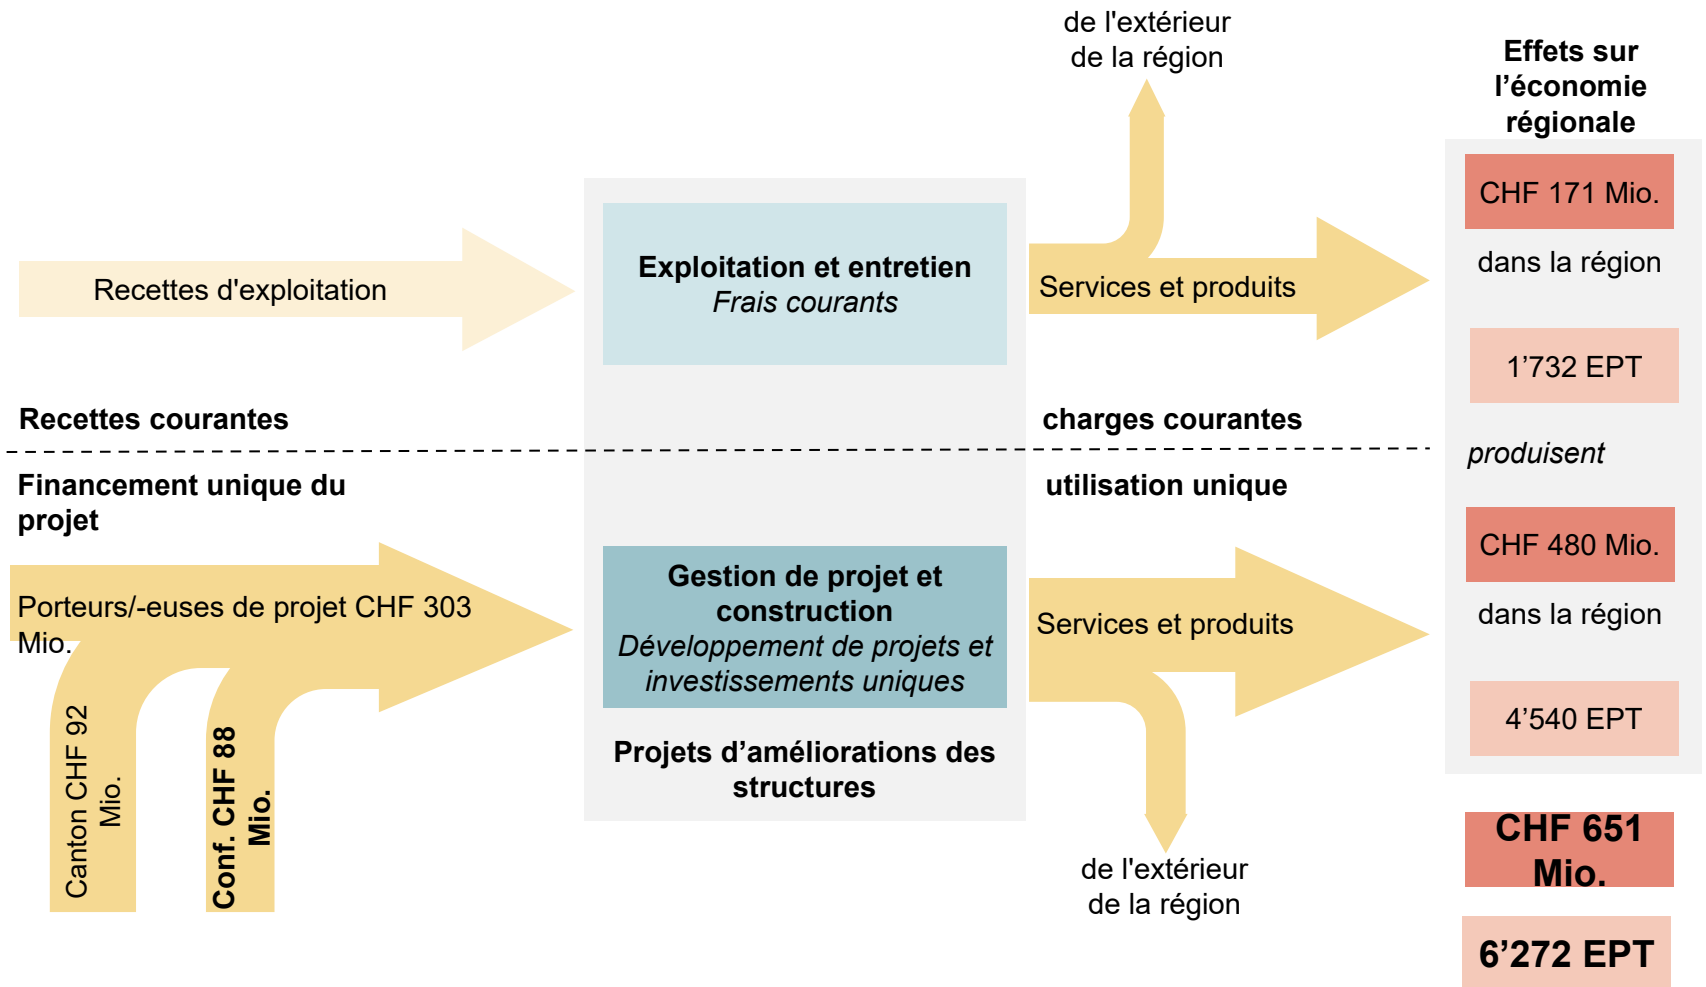 de l'extérieur
de la région
Effets sur
l’économie
régionale
CHF 171 Mio.
dans la région
Exploitation et entretien
Frais courants
Recettes d'exploitation
Services et produits
1’732 EPT
Recettes courantes
charges courantes
produisent
Financement unique du
projet
utilisation unique
CHF 480 Mio.
dans la région
Gestion de projet et
construction
Développement de projets et
investissements uniques
Porteurs/-euses de projet CHF 303
Mio.
Services et produits
4’540 EPT
Canton CHF 92
Mio.
Conf. CHF 88
Mio.
Projets d’améliorations des
structures
de l'extérieur
de la région
CHF 651
Mio.
6’272 EPT